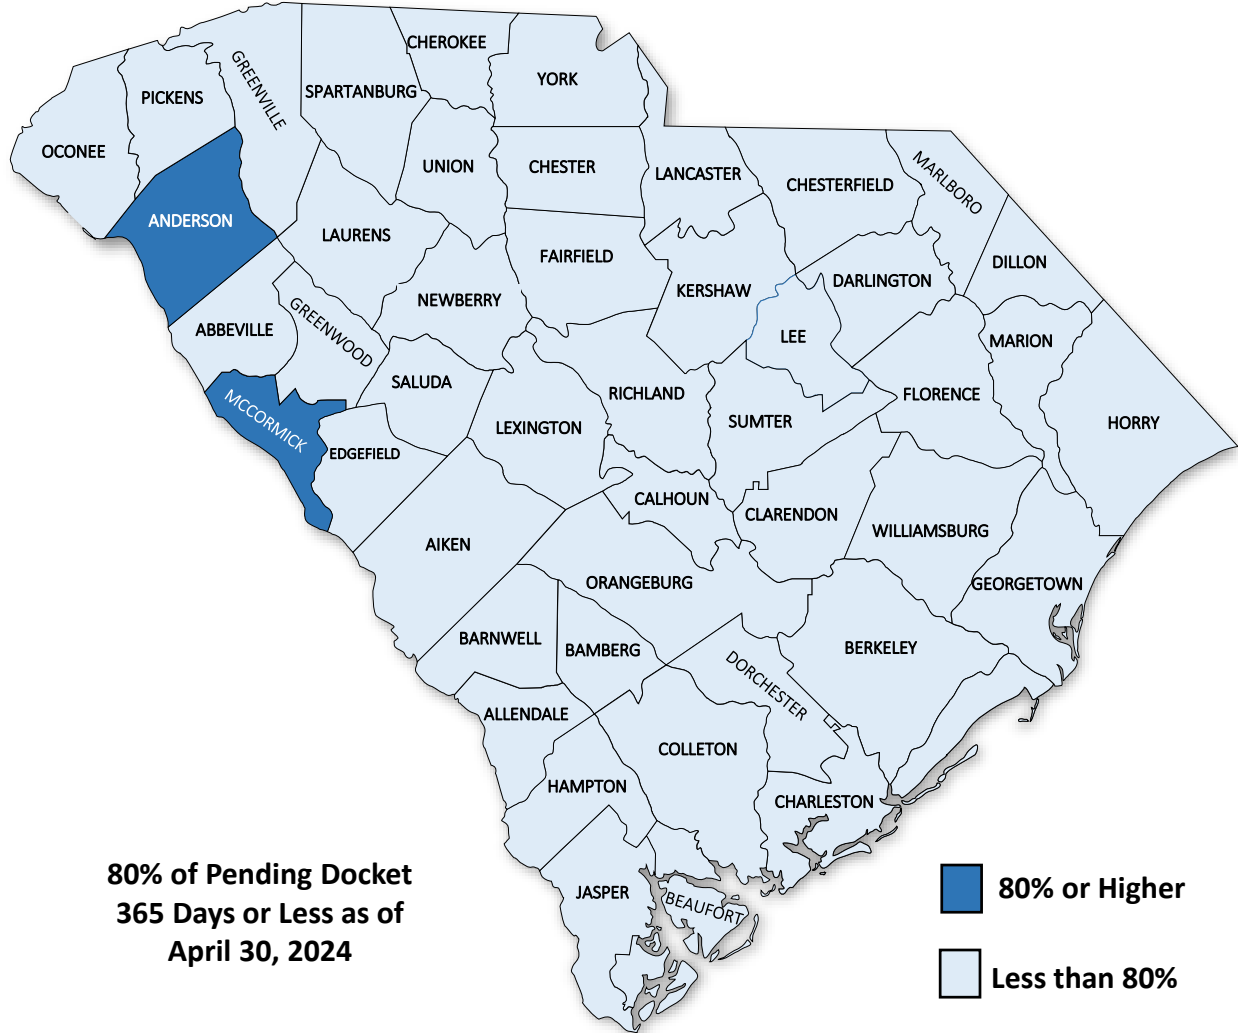 CHEROKEE
YORK
GREENVILLE
SPARTANBURG
PICKENS
OCONEE
UNION
CHESTER
LANCASTER
CHESTERFIELD
MARLBORO
ANDERSON
LAURENS
FAIRFIELD
DILLON
KERSHAW
DARLINGTON
NEWBERRY
ABBEVILLE
GREENWOOD
LEE
MARION
SALUDA
RICHLAND
FLORENCE
MCCORMICK
SUMTER
HORRY
LEXINGTON
EDGEFIELD
CALHOUN
CLARENDON
WILLIAMSBURG
AIKEN
ORANGEBURG
GEORGETOWN
BARNWELL
BAMBERG
BERKELEY
DORCHESTER
ALLENDALE
COLLETON
HAMPTON
CHARLESTON
JASPER
BEAUFORT
80% of Pending Docket
365 Days or Less as of
April 30, 2024
80% or Higher
Less than 80%